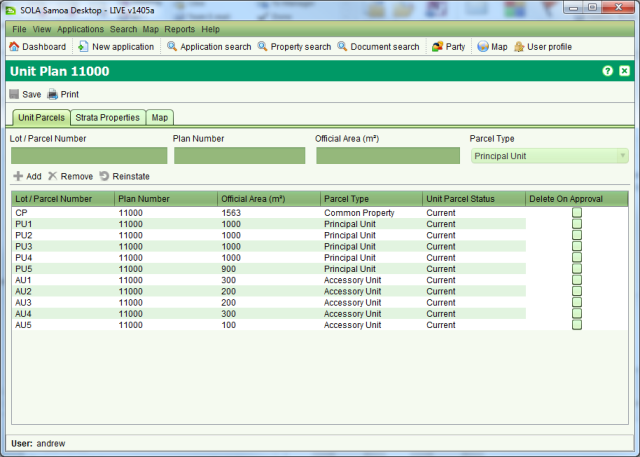 SOLA Samoa Desktop - LIVE v1405a
File View Applications Search Map Reports Help
Dashboard New application Application search Property search Document search Party Map User profile
Unit Plan 11000
Save Print
Unit Parcels Strata Properties Map
Lot / Parcel Number Plan Number Official Area (m²) Parcel Type
Principal Unit
Add Remove Reinstate
Lot / Parcel Number Plan Number Official Area (m²) Parcel Type Unit Parcel Status Delete On Approval
CP 11000 1563 Common Property Current
PU1 11000 1000 Principal Unit Current
PU2 11000 1000 Principal Unit Current
PU3 11000 1000 Principal Unit Current
PU4 11000 1000 Principal Unit Current
PU5 11000 900 Principal Unit Current
AU1 11000 300 Accessory Unit Current
AU2 11000 200 Accessory Unit Current
AU3 11000 200 Accessory Unit Current
AU4 11000 300 Accessory Unit Current
AU5 11000 100 Accessory Unit Current
User: andrew